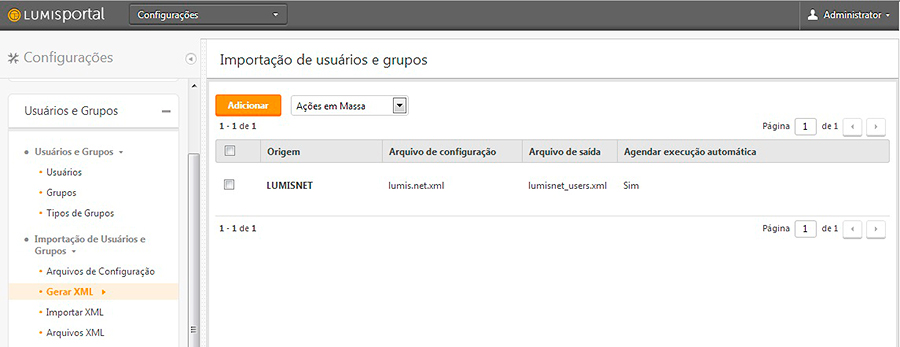 LUMISportal
Configurações
Administrator
Configurações
Usuários e Grupos
Usuários e Grupos
Usuários
Grupos
Tipos de Grupos
Importação de Usuários e
Grupos
Arquivos de Configuração
Gerar XML
Importar XML
Arquivos XML
Importação de usuários e grupos
Adicionar Ações em Massa
1 - 1 de 1 Página 1 de 1
Origem Arquivo de configuração Arquivo de saída Agendar execução automática
LUMISNET lumis.net.xml lumisnet_users.xml Sim
1 - 1 de 1 Página 1 de 1